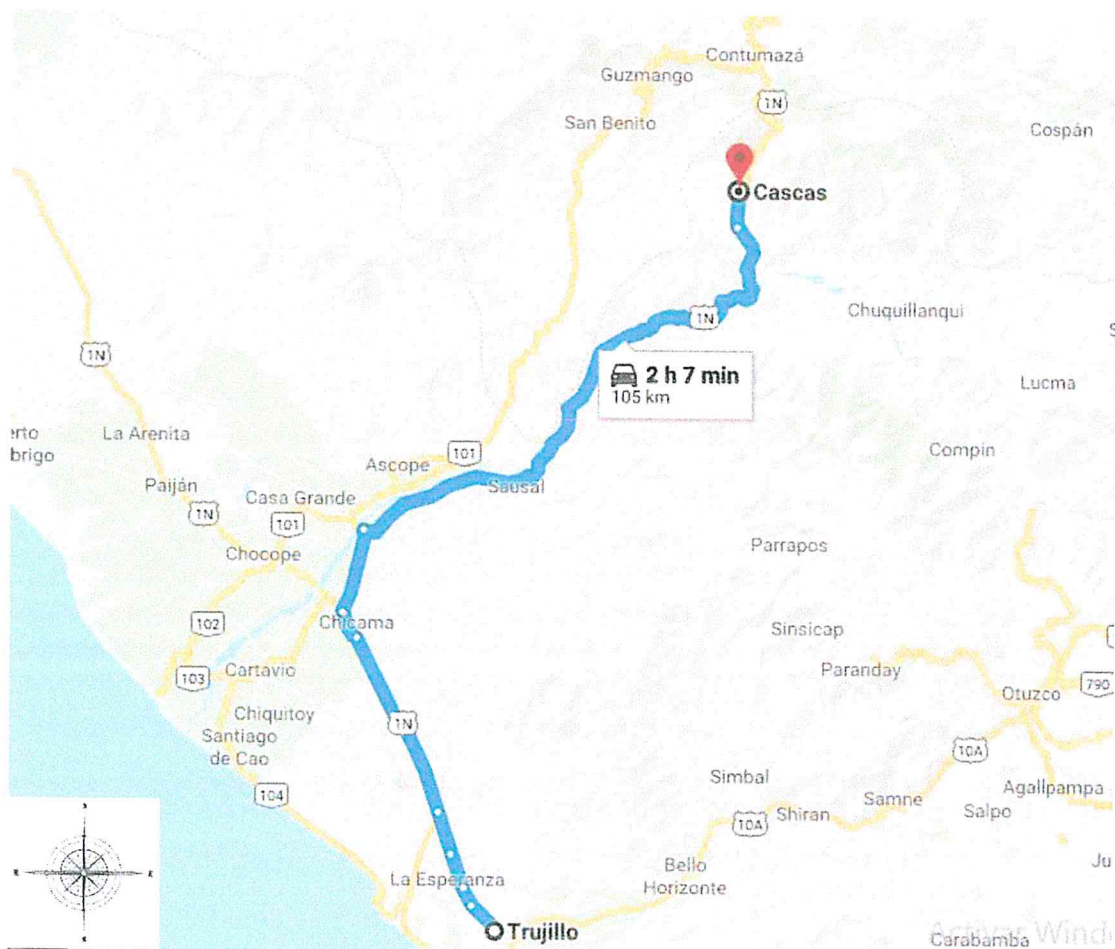 Contumazá
Guzmango
1N
San Benito
Cospán
Cascas
Chuquillanqui
1N
1N
2 h 7 min
105 km
Lucma
erto
brigo
La Arenita
101
Compin
Ascope
Paiján
Sausal
Casa Grande
1N
101
Parrapos
Chocope
102
Chicama
Sinsicap
Cartavio
103
Paranday
790
Otuzco
Chiquitoy
1N
Santiago
de Cao
10A
Simbal
104
Agallpampa
Samne
Shiran
Salpo
10A
Bello
Horizonte
Ju
La Esperanza
Trujillo
Activar Wind
Carabamba